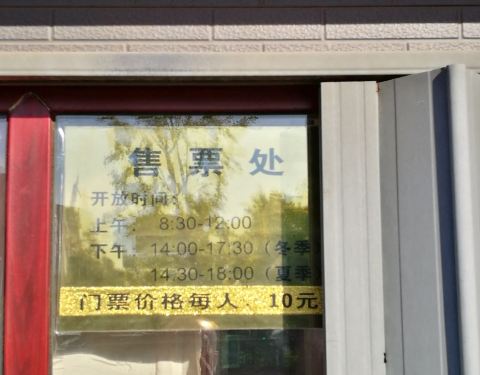 售票处
开放时间:
上午: 8:30-12:00
下午: 14:00-17:30(冬季)
14:30-18:00(夏季)
门票价格每人、10元